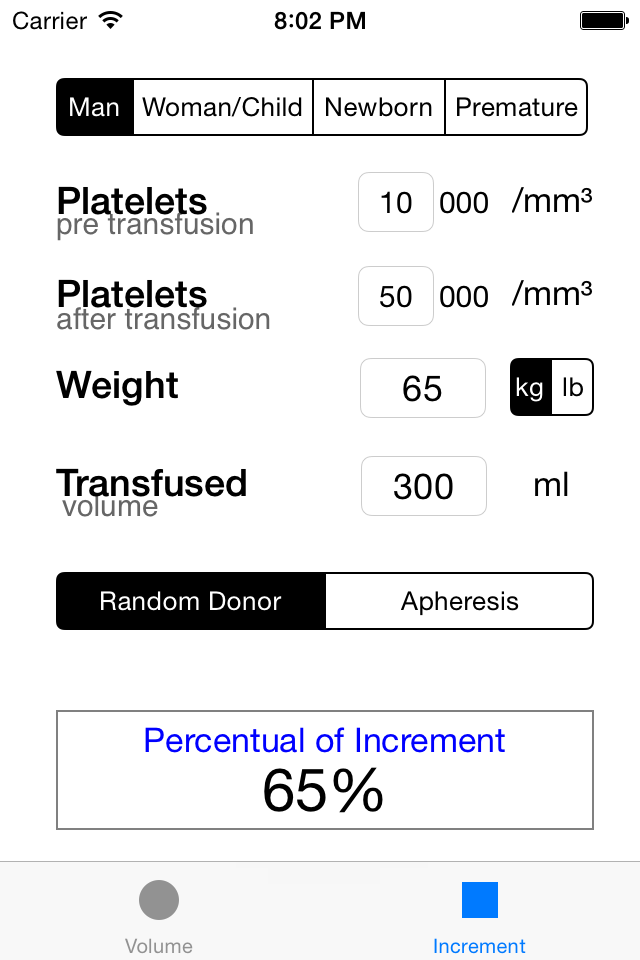 Carrier 8:02 PM
Man Woman/Child Newborn Premature
Platelets 10 000 /mm³
pre transfusion
Platelets 50 000 /mm³
after transfusion
Weight 65 kg lb
Transfused 300 ml
volume
Random Donor Apheresis
Percentual of Increment
65%
Volume Increment